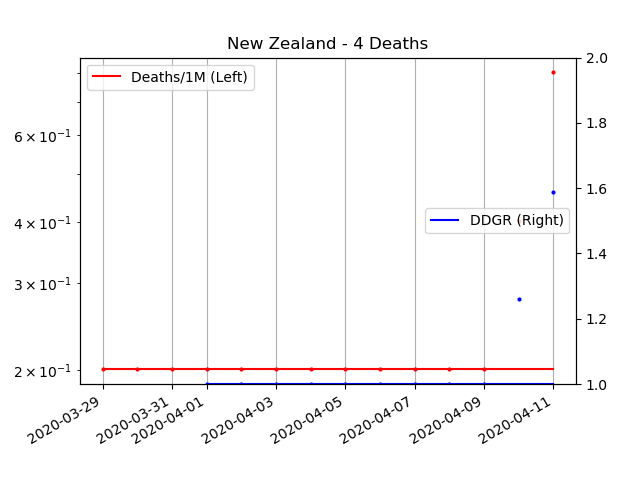 New Zealand - 4 Deaths
Deaths/1M (Left)
DDGR (Right)
6 × 10⁻¹
4 × 10⁻¹
3 × 10⁻¹
2 × 10⁻¹
2.0
1.8
1.6
1.4
1.2
1.0
2020-03-29
2020-03-31
2020-04-01
2020-04-03
2020-04-05
2020-04-07
2020-04-09
2020-04-11